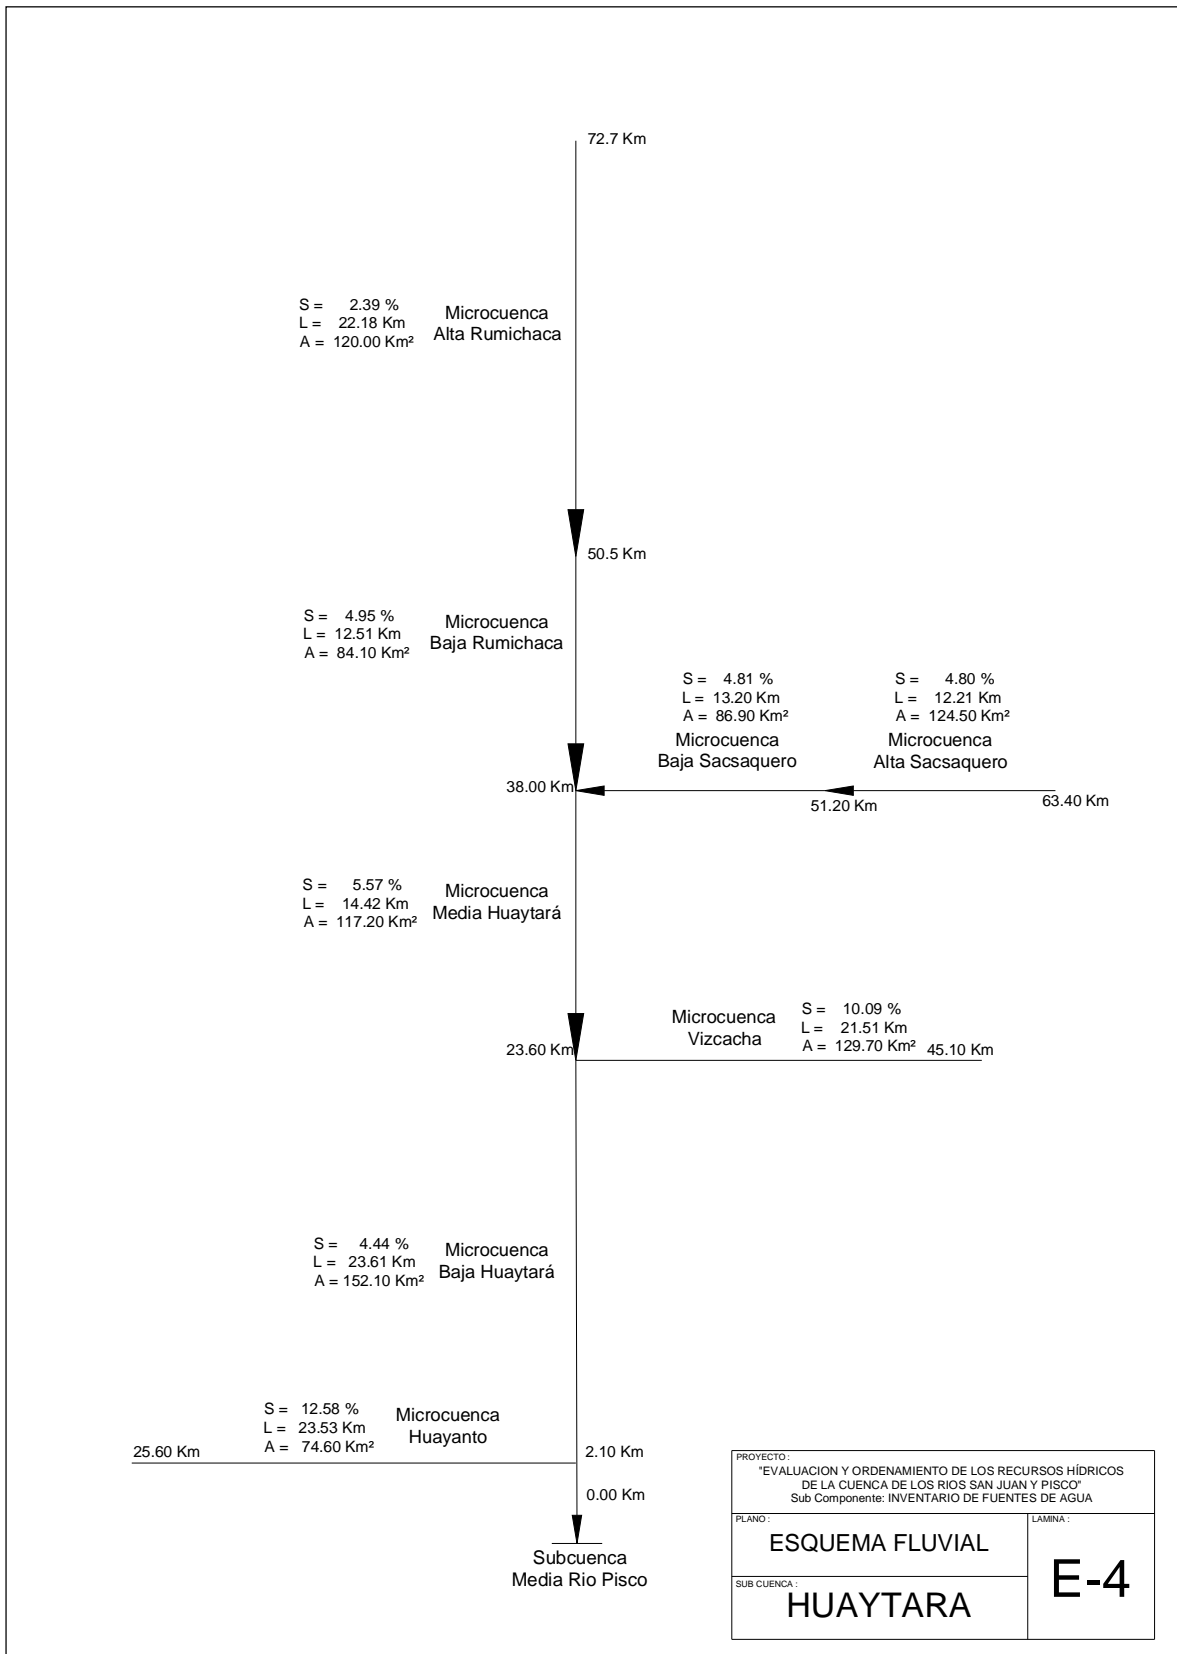 72.7 Km
S = 2.39 %
L = 22.18 Km
A = 120.00 Km²
Microcuenca
Alta Rumichaca
50.5 Km
S = 4.95 %
L = 12.51 Km
A = 84.10 Km²
Microcuenca
Baja Rumichaca
S = 4.81 %
L = 13.20 Km
A = 86.90 Km²
Microcuenca
Baja Sacsaquero
S = 4.80 %
L = 12.21 Km
A = 124.50 Km²
Microcuenca
Alta Sacsaquero
38.00 Km
51.20 Km
63.40 Km
S = 5.57 %
L = 14.42 Km
A = 117.20 Km²
Microcuenca
Media Huaytará
Microcuenca
Vizcacha
S = 10.09 %
L = 21.51 Km
A = 129.70 Km²
23.60 Km
45.10 Km
S = 4.44 %
L = 23.61 Km
A = 152.10 Km²
Microcuenca
Baja Huaytará
S = 12.58 %
L = 23.53 Km
A = 74.60 Km²
Microcuenca
Huayanto
25.60 Km
2.10 Km
0.00 Km
Subcuenca
Media Rio Pisco
PROYECTO :
"EVALUACION Y ORDENAMIENTO DE LOS RECURSOS HÍDRICOS
DE LA CUENCA DE LOS RIOS SAN JUAN Y PISCO"
Sub Componente: INVENTARIO DE FUENTES DE AGUA
PLANO :
ESQUEMA FLUVIAL
LAMINA :
E-4
SUB CUENCA :
HUAYTARA